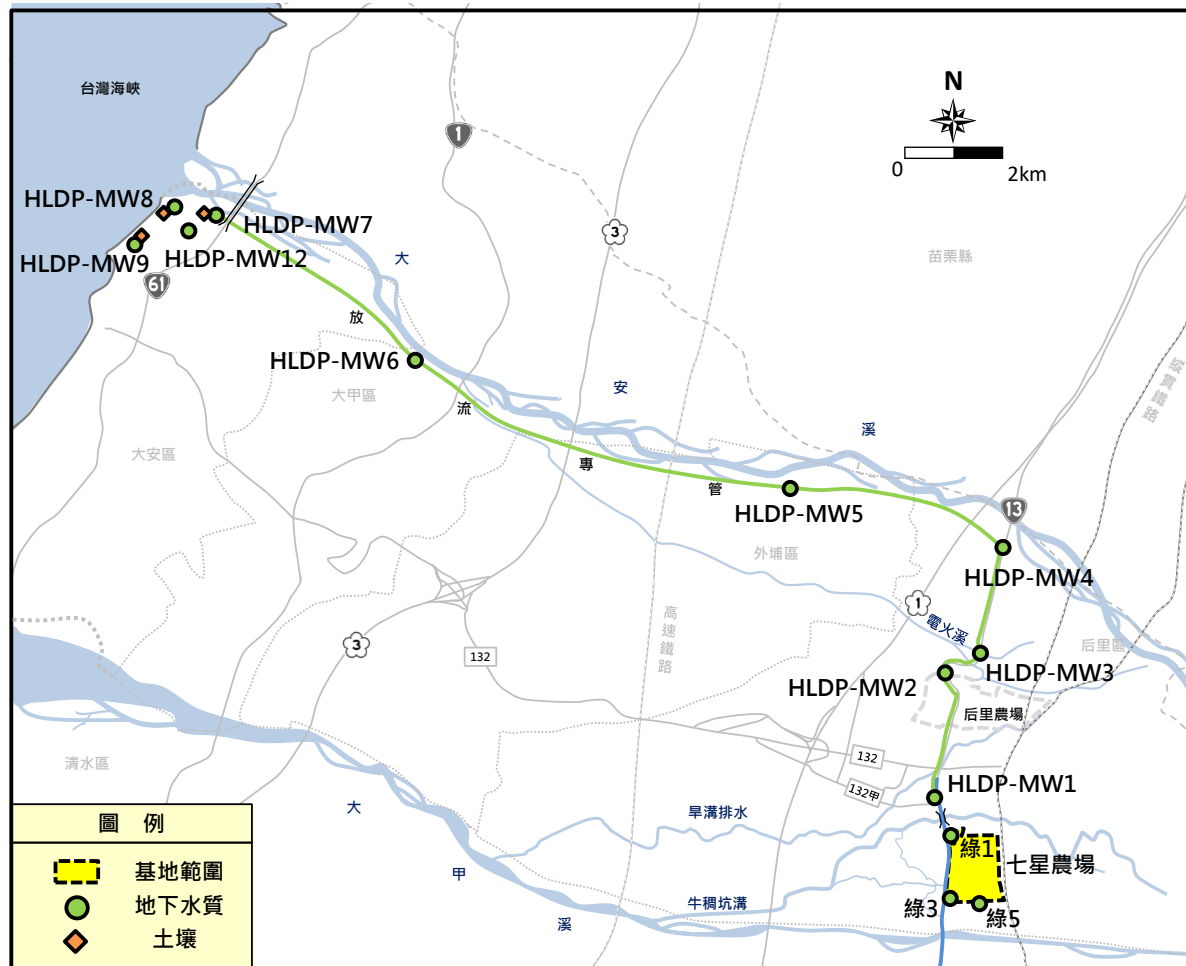 台灣海峽
N
0
2km
1
HLDP-MW8
HLDP-MW7
HLDP-MW9
HLDP-MW12
61
3
苗栗縣
大
放
HLDP-MW6
大甲區
流
安
溪
縱貫鐵路
大安區
專
管
HLDP-MW5
13
外埔區
HLDP-MW4
1
電火溪
高速鐵路
3
132
后里區
HLDP-MW3
HLDP-MW2
后里農場
清水區
132
132甲
HLDP-MW1
大
旱溝排水
甲
綠1
七星農場
牛稠坑溝
綠3
綠5
溪
圖 例
基地範圍
地下水質
土壤